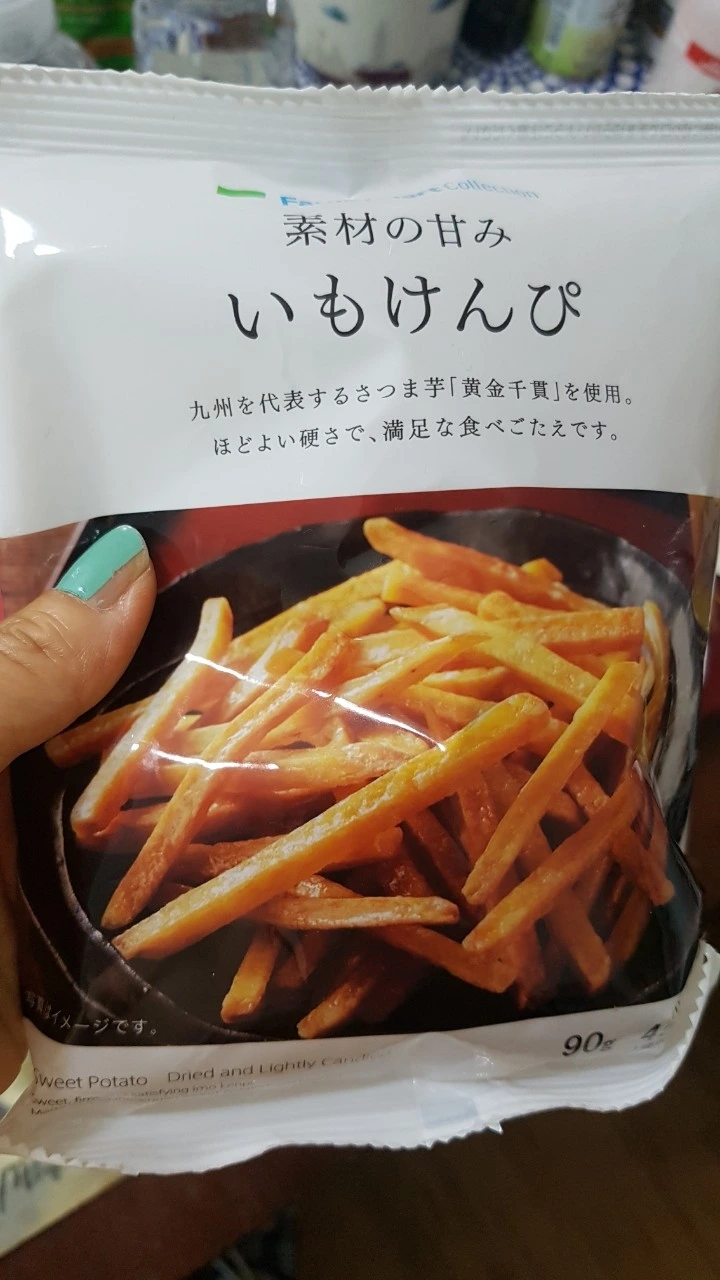 Collection
素材の甘み
いもけんぴ
九州を代表するさつま芋「黄金千貫」を使用。
ほどよい硬さで、満足な食べごたえです。
写真はイメージです。
90g
Sweet Potato Dried and Lightly